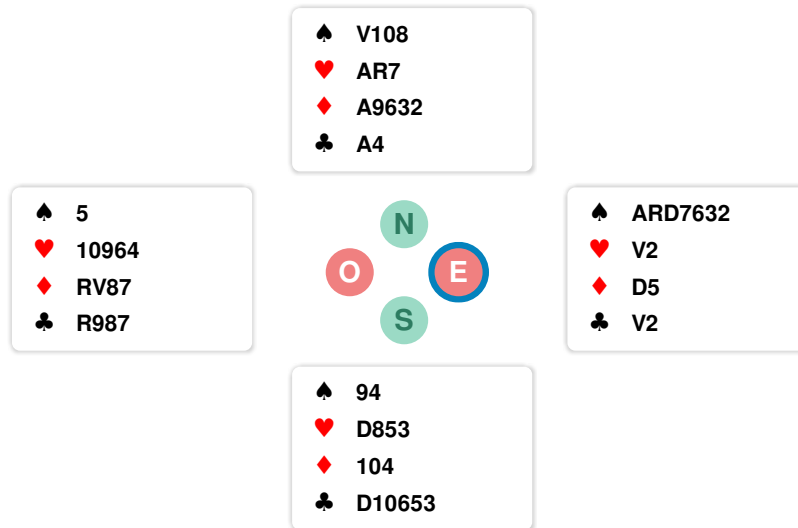 ♠ V108
♥ AR7
♦ A9632
♣ A4
♠ 5
♥ 10964
♦ RV87
♣ R987
N
O
E
S
♠ ARD7632
♥ V2
♦ D5
♣ V2
♠ 94
♥ D853
♦ 104
♣ D10653